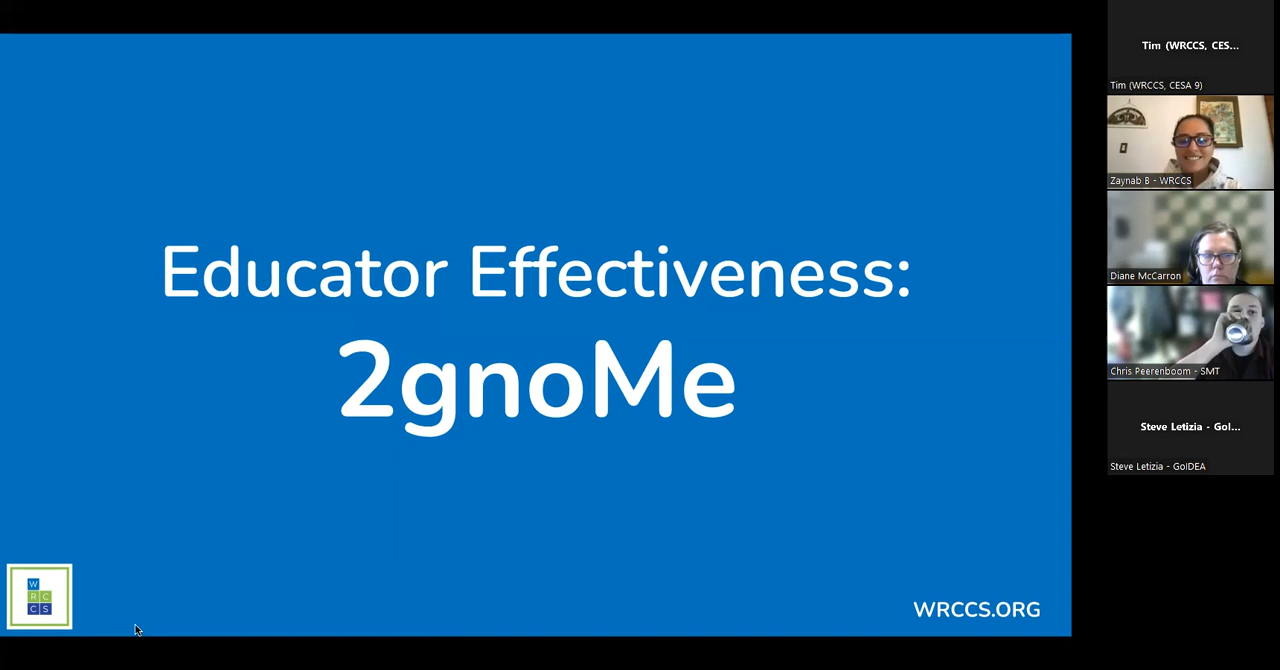 Educator Effectiveness:
2gnoMe
W
R C
C S
WRCCS.ORG
Tim (WRCCS, CES...
Tim (WRCCS, CESA 9)
Zaynab B - WRCCS
Diane McCarron
Chris Peerenboom - SMT
Steve Letizia - GoI...
Steve Letizia - GoIDEA